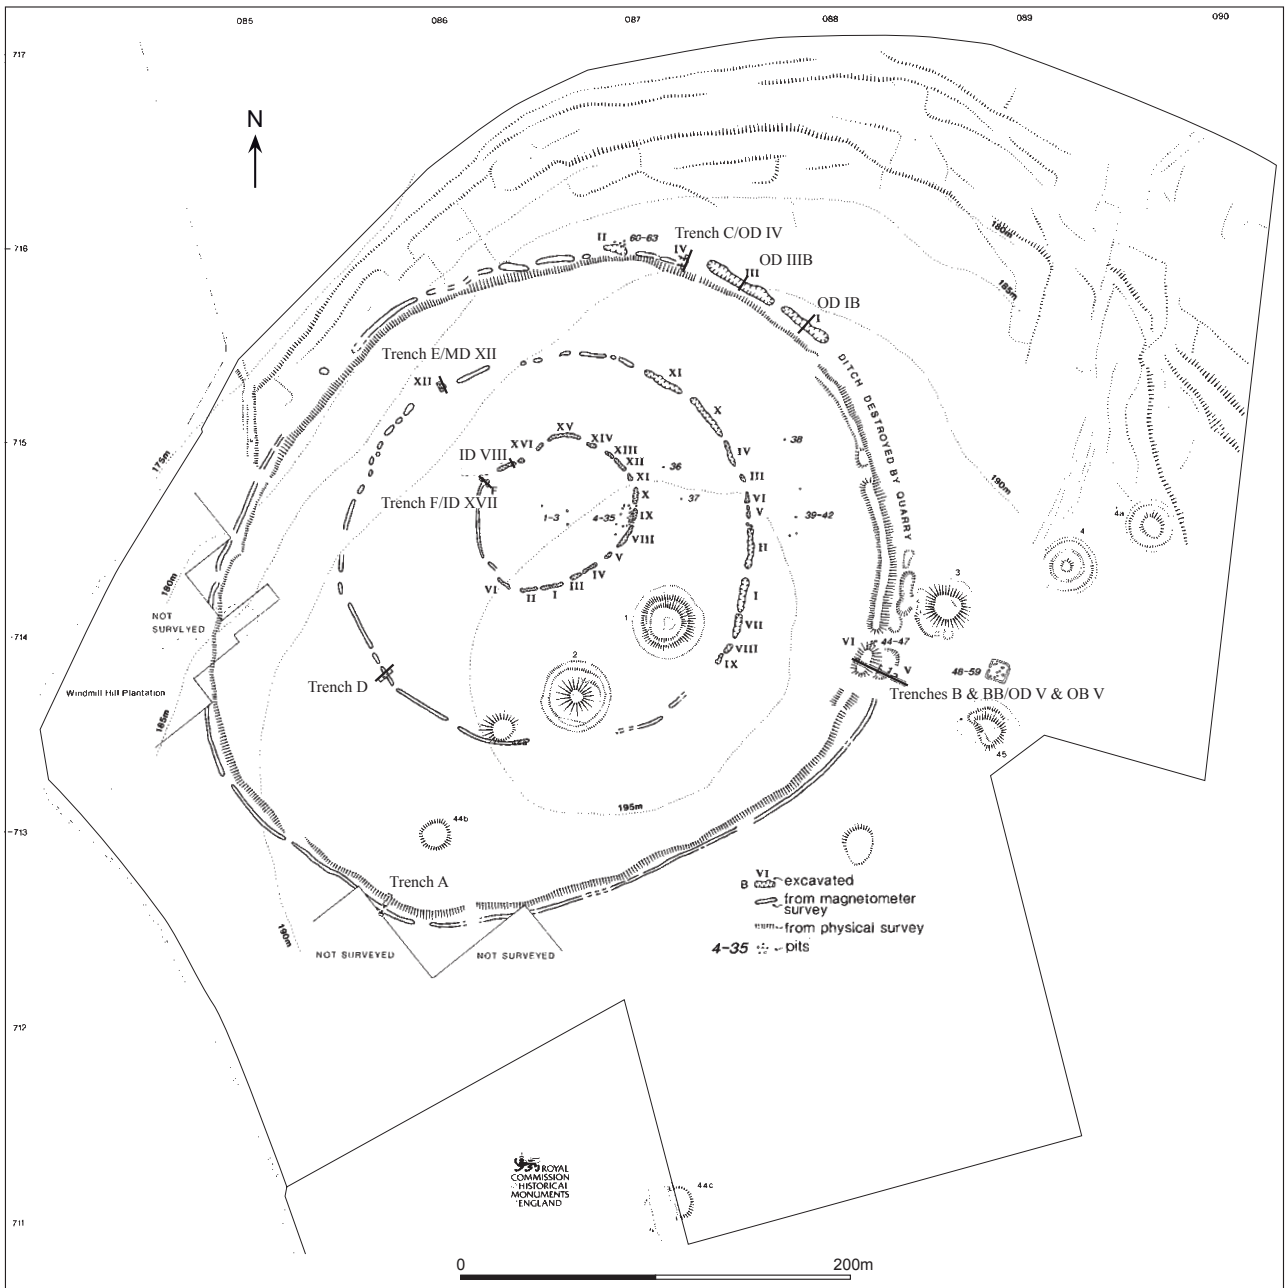 085 086 087 088 089 090
717
N
180m
716
II 60-63
Trench C/OD IV
IV
OD IIIB
III
185m
OD IB
I
Trench E/MD XII
XII
XI
DITCH DESTROYED BY QUARRY
X
715
175m
XV
XVI XIV
ID VIII
XIII
XII
XI
IV
38
36
III
190m
F
Trench F/ID XVII
X
37
VI
V
1-3
4-35
IX
39-42
4a
VIII
II
4
V
180m
IV
VI
III
II I
I
3
NOT
SURVEYED
1
VII
714
VI 44-47
VIII
2
IX
V
48-59
Trench D
Windmill Hill Plantation
Trenches B & BB/OD V & OB V
185m
45
195m
44b
713
VI
B excavated
Trench A
from magnetometer
survey
from physical survey
4-35 pits
190m
NOT SURVEYED
NOT SURVEYED
712
ROYAL
COMMISSION
HISTORICAL
MONUMENTS
ENGLAND
44c
711
0 200m